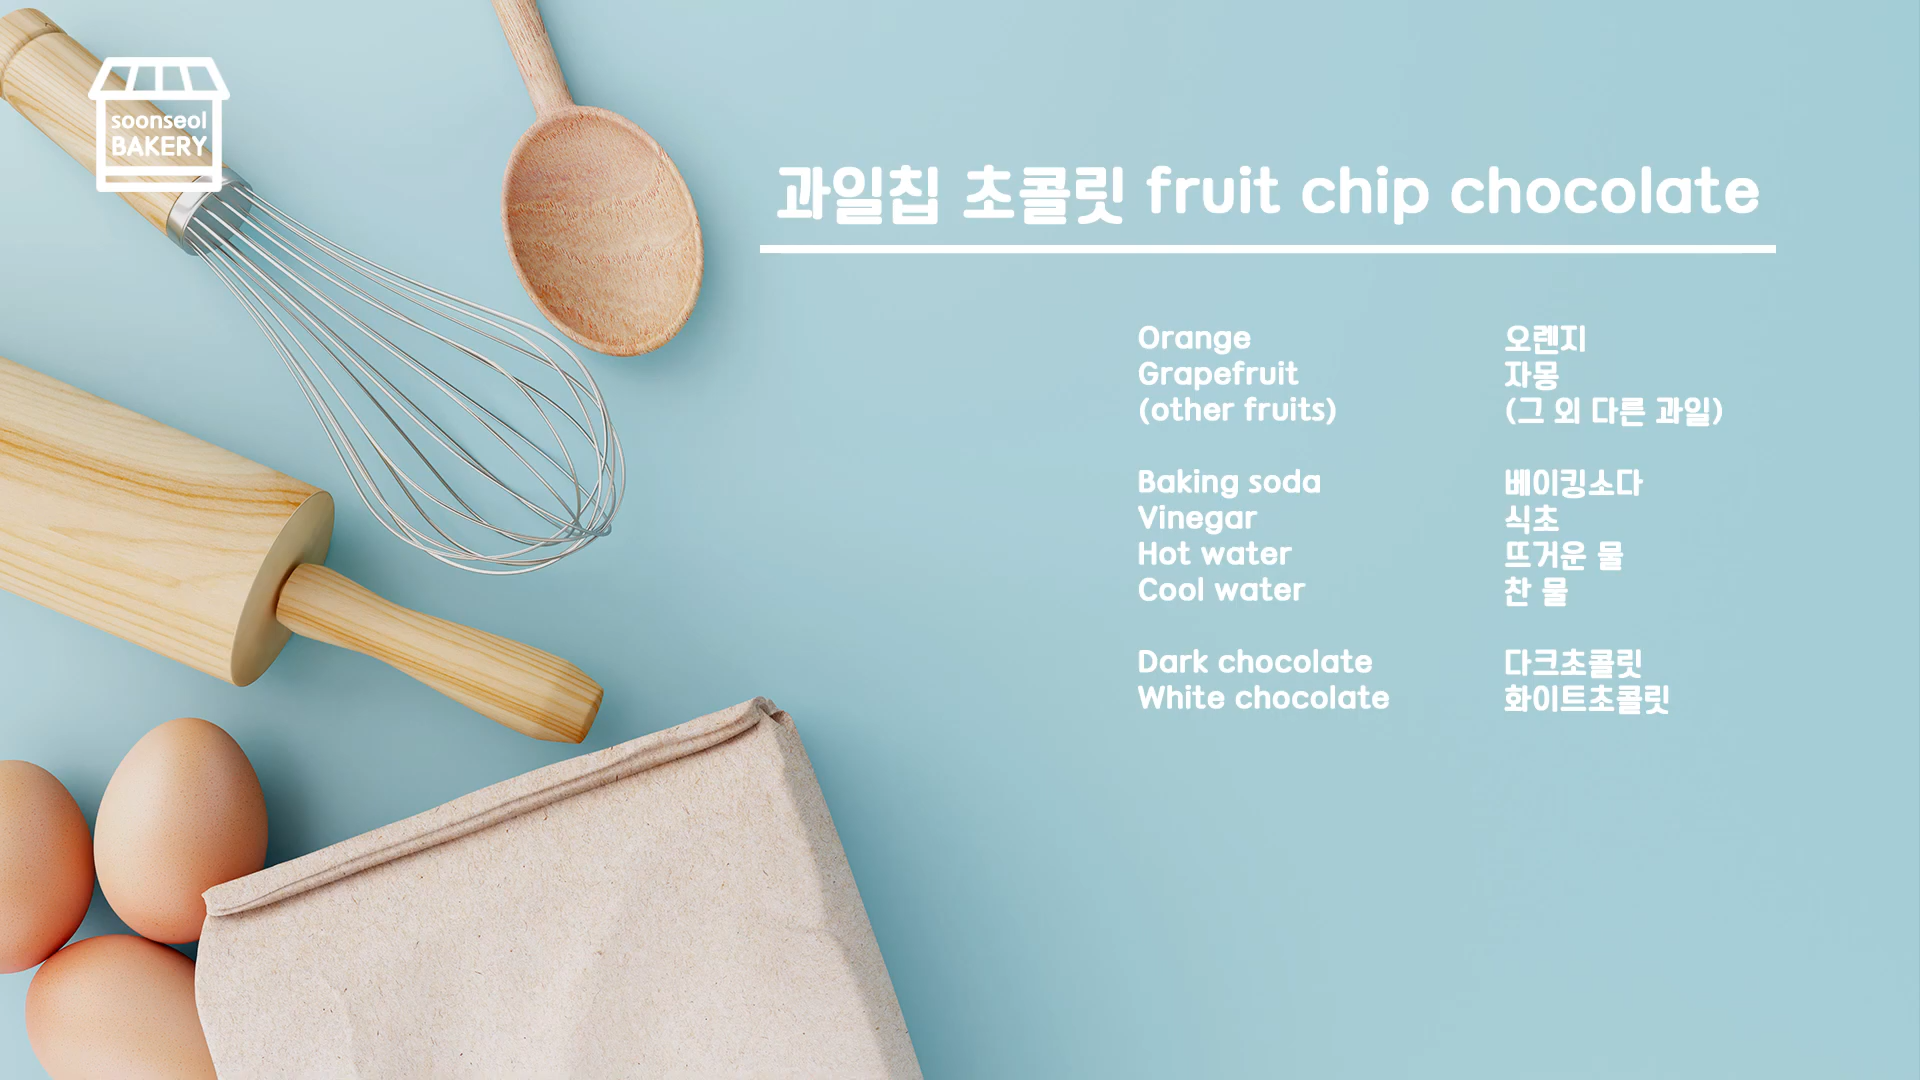 soonseol
BAKERY
과일칩 초콜릿 fruit chip chocolate
Orange 오렌지
Grapefruit 자몽
(other fruits) (그 외 다른 과일)
Baking soda 베이킹소다
Vinegar 식초
Hot water 뜨거운 물
Cool water 찬 물
Dark chocolate 다크초콜릿
White chocolate 화이트초콜릿